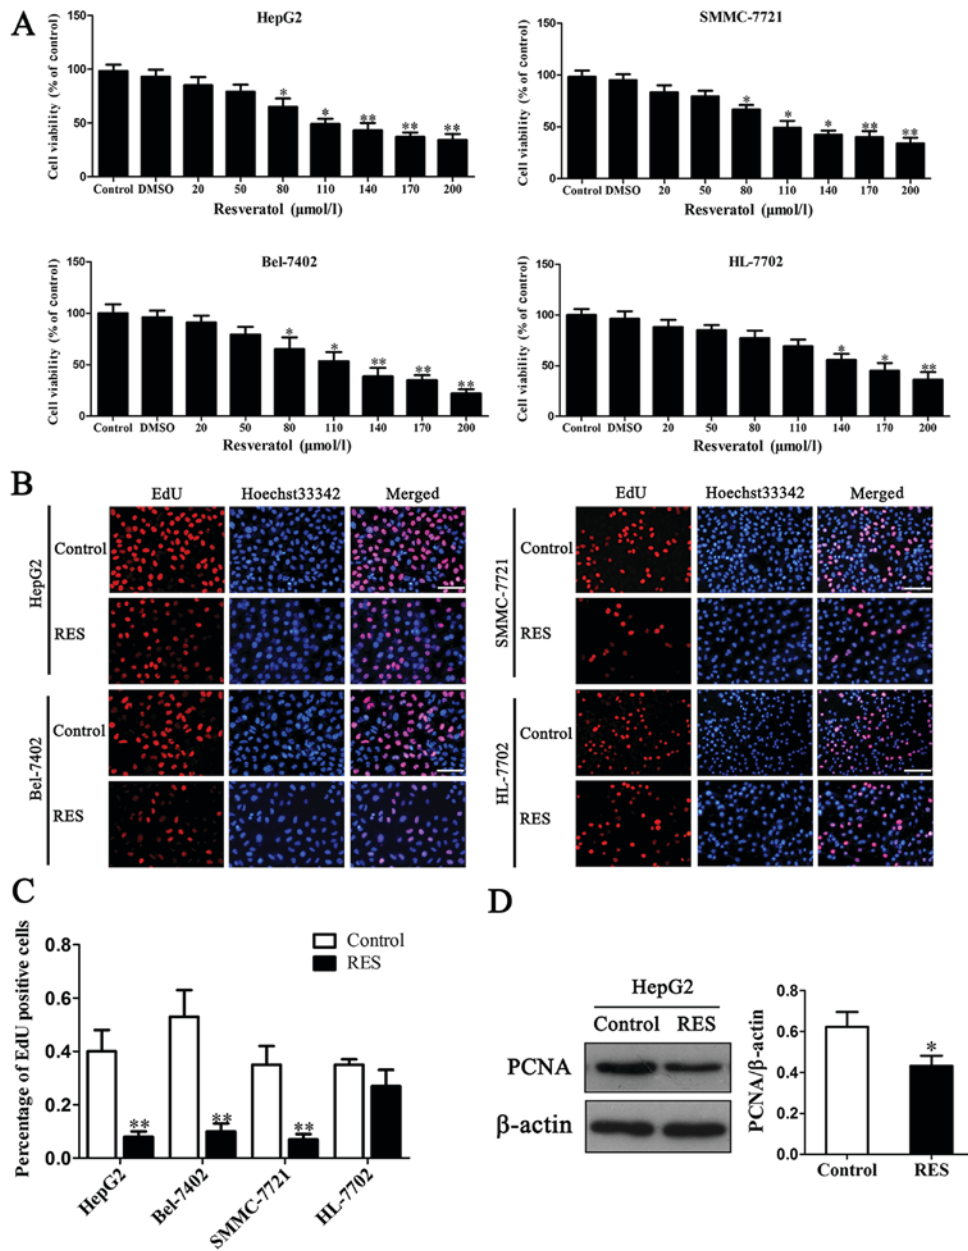 A
HepG2
Cell viability (% of control)
150
100
50
0
Control DMSO 20 50 80 110 140 170 200
* * ** ** **
Resveratol (μmol/l)
SMMC-7721
Cell viability (% of control)
150
100
50
0
Control DMSO 20 50 80 110 140 170 200
* * * ** **
Resveratol (μmol/l)
Bel-7402
Cell viability (% of control)
150
100
50
0
Control DMSO 20 50 80 110 140 170 200
* * ** ** **
Resveratol (μmol/l)
HL-7702
Cell viability (% of control)
150
100
50
0
Control DMSO 20 50 80 110 140 170 200
* * **
Resveratol (μmol/l)
B
EdU Hoechst33342 Merged
HepG2
Control
RES
Bel-7402
Control
RES
EdU Hoechst33342 Merged
SMMC-7721
Control
RES
HL-7702
Control
RES
C
Percentage of EdU positive cells
0.8
0.6
0.4
0.2
0.0
Control
RES
** ** **
HepG2
Bel-7402
SMMC-7721
HL-7702
D
HepG2
Control RES
PCNA
β-actin
PCNA/β-actin
0.8
0.6
0.4
0.2
0.0
*
Control RES